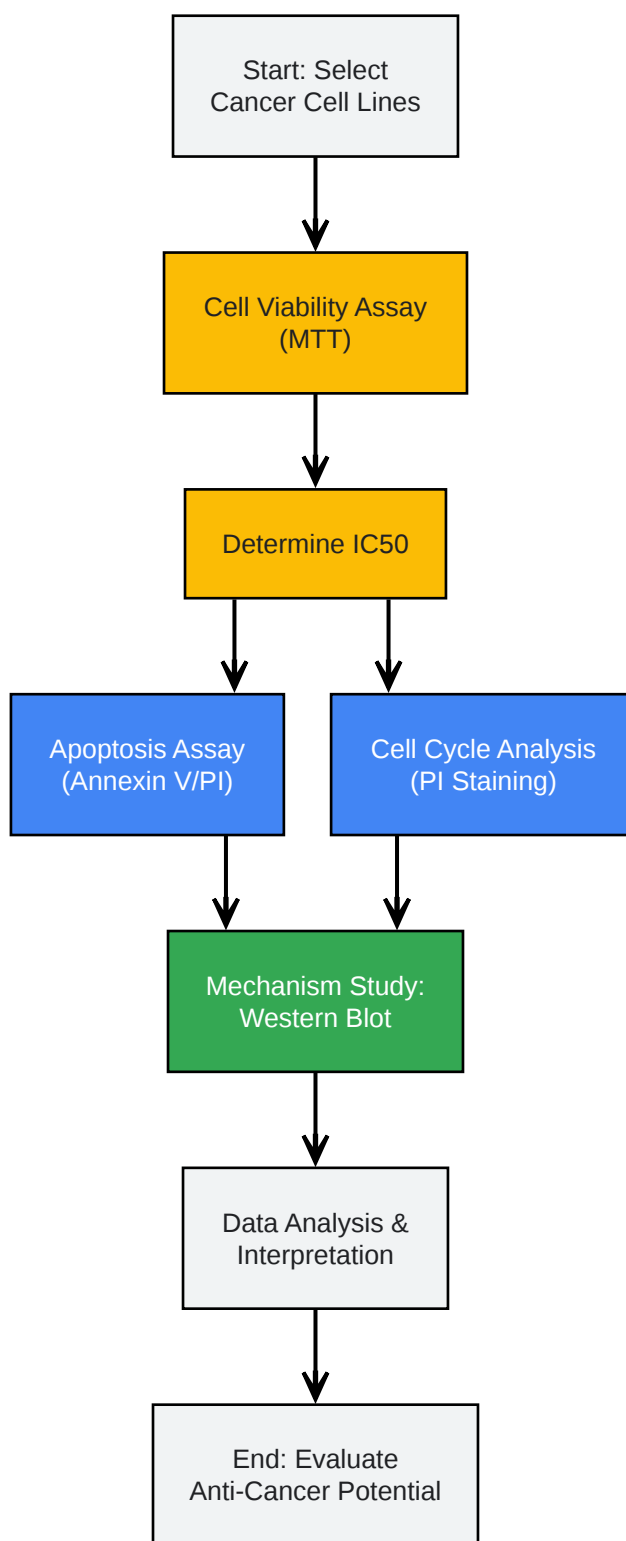 Start: Select
Cancer Cell Lines
Cell Viability Assay
(MTT)
Determine IC50
Apoptosis Assay
(Annexin V/PI)
Cell Cycle Analysis
(PI Staining)
Mechanism Study:
Western Blot
Data Analysis &
Interpretation
End: Evaluate
Anti-Cancer Potential